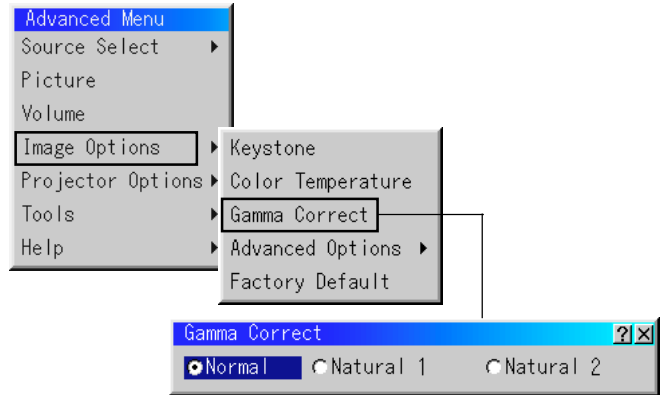 Advanced Menu
Source Select
Picture
Volume
Image Options
Projector Options
Tools
Help
Keystone
Color Temperature
Gamma Correct
Advanced Options
Factory Default
Gamma Correct ? ×
Normal Natural 1 Natural 2